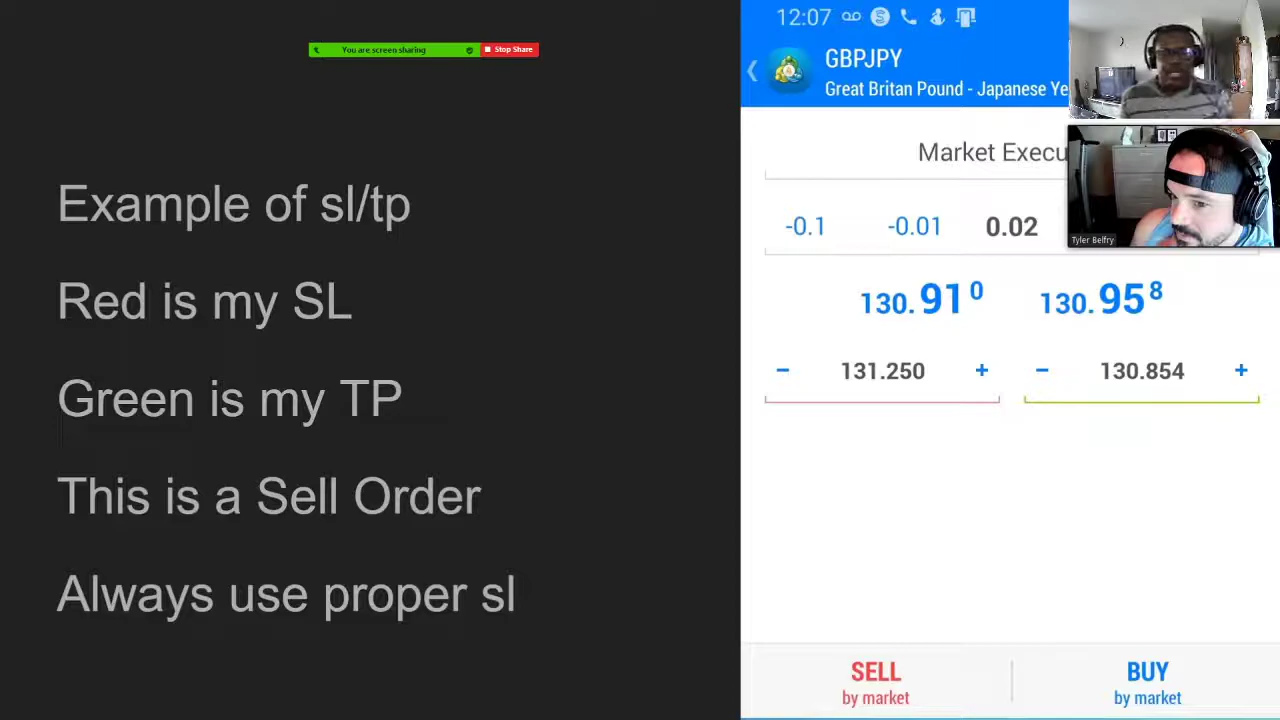 You are screen sharing
Stop Share
Example of sl/tp
Red is my SL
Green is my TP
This is a Sell Order
Always use proper sl
12:07
GBPJPY
Great Britan Pound - Japanese Ye
Market Execu
-0.1 -0.01 0.02
130.910 130.958
- 131.250 + - 130.854 +
SELL BUY
by market by market
Tyler Belfry